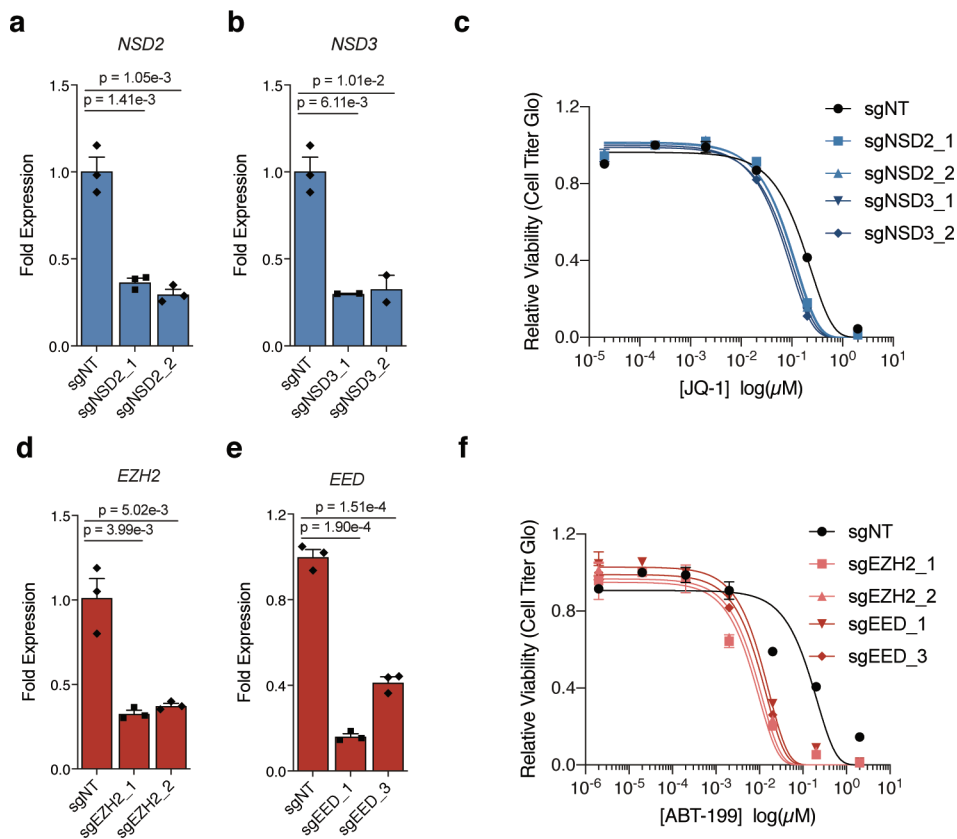 a
NSD2
Fold Expression
1.5
1.0
0.5
0.0
p = 1.05e-3
p = 1.41e-3
sgNT
sgNSD2_1
sgNSD2_2
b
NSD3
Fold Expression
1.5
1.0
0.5
0.0
p = 1.01e-2
p = 6.11e-3
sgNT
sgNSD3_1
sgNSD3_2
c
Relative Viability (Cell Titer Glo)
1.2
0.8
0.4
0.0
10-5 10-4 10-3 10-2 10-1 100 101
[JQ-1] log(µM)
sgNT
sgNSD2_1
sgNSD2_2
sgNSD3_1
sgNSD3_2
d
EZH2
Fold Expression
1.5
1.0
0.5
0.0
p = 5.02e-3
p = 3.99e-3
sgNT
sgEZH2_1
sgEZH2_2
e
EED
Fold Expression
1.2
0.8
0.4
0.0
p = 1.51e-4
p = 1.90e-4
sgNT
sgEED_1
sgEED_3
f
Relative Viability (Cell Titer Glo)
1.2
0.8
0.4
0.0
10-6 10-5 10-4 10-3 10-2 10-1 100 101
[ABT-199] log(µM)
sgNT
sgEZH2_1
sgEZH2_2
sgEED_1
sgEED_3